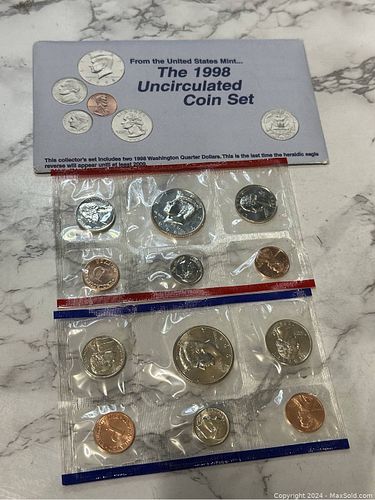 From the United States Mint...
The 1998
Uncirculated
Coin Set
This collector's set includes two 1998 Washington Quarter Dollars. This is the last time the heraldic eagle
reverse will appear until at least 2009.
Copyright 2024 - MaxSold.com